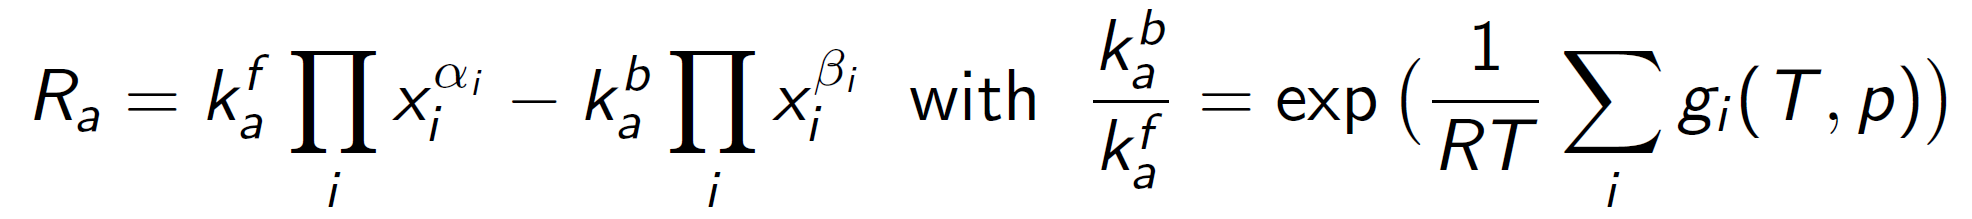 R_a = k_a^f ∏_i x_i^{α_i} − k_a^b ∏_i x_i^{β_i} with k_a^b / k_a^f = exp ( 1/RT ∑_i g_i(T, p) )